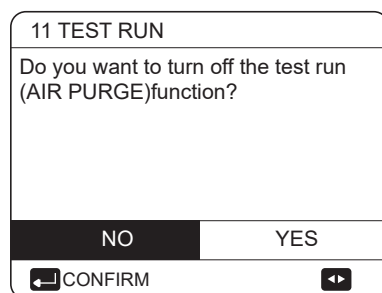 11 TEST RUN
Do you want to turn off the test run
(AIR PURGE)function?
NO YES
CONFIRM